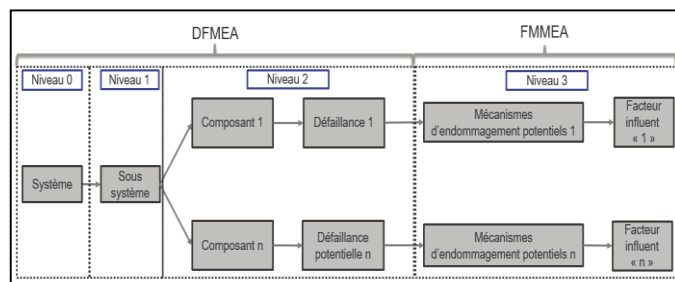 DFMEA
FMMEA
Niveau 0
Niveau 1
Niveau 2
Niveau 3
Système
Sous
système
Composant 1
Défaillance 1
Mécanismes
d'endommagement potentiels 1
Facteur
influent
« 1 »
Composant n
Défaillance
potentielle n
Mécanismes
d'endommagement potentiels n
Facteur
influent
« n »